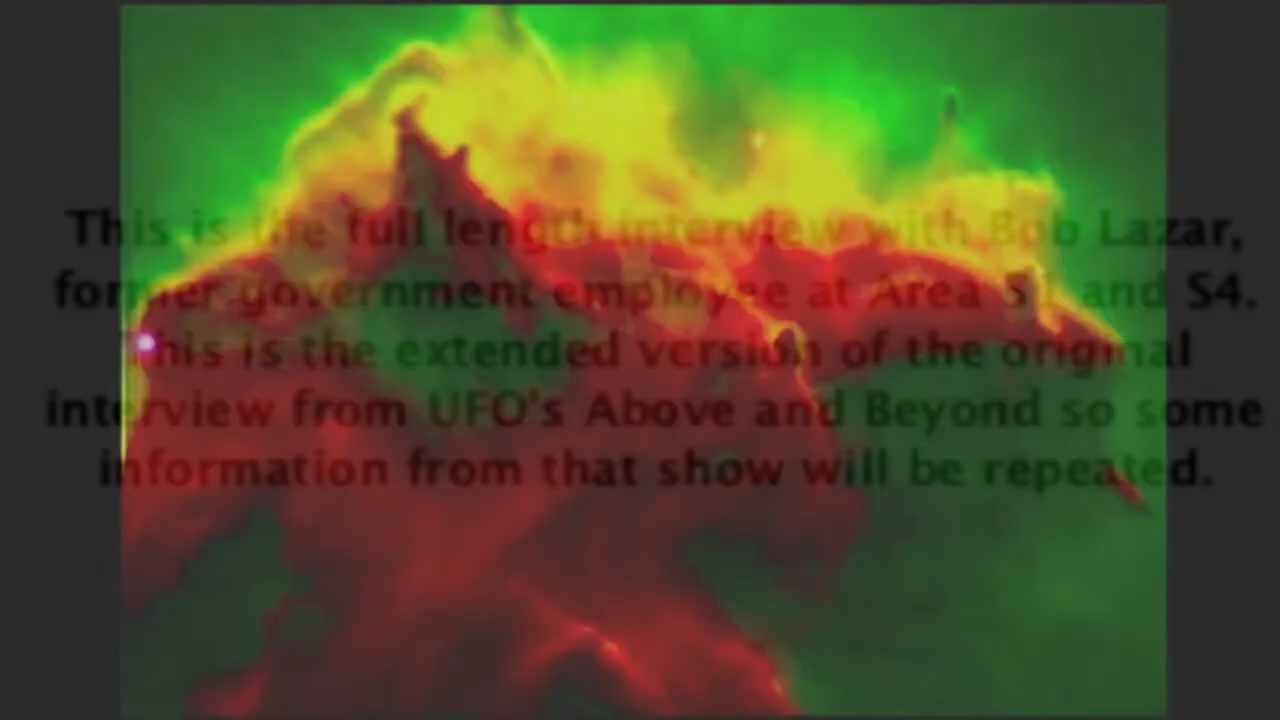 This is the full length interview with Bob Lazar,
former government employee at Area 51 and S4.
This is the extended version of the original
interview from UFO's Above and Beyond so some
information from that show will be repeated.